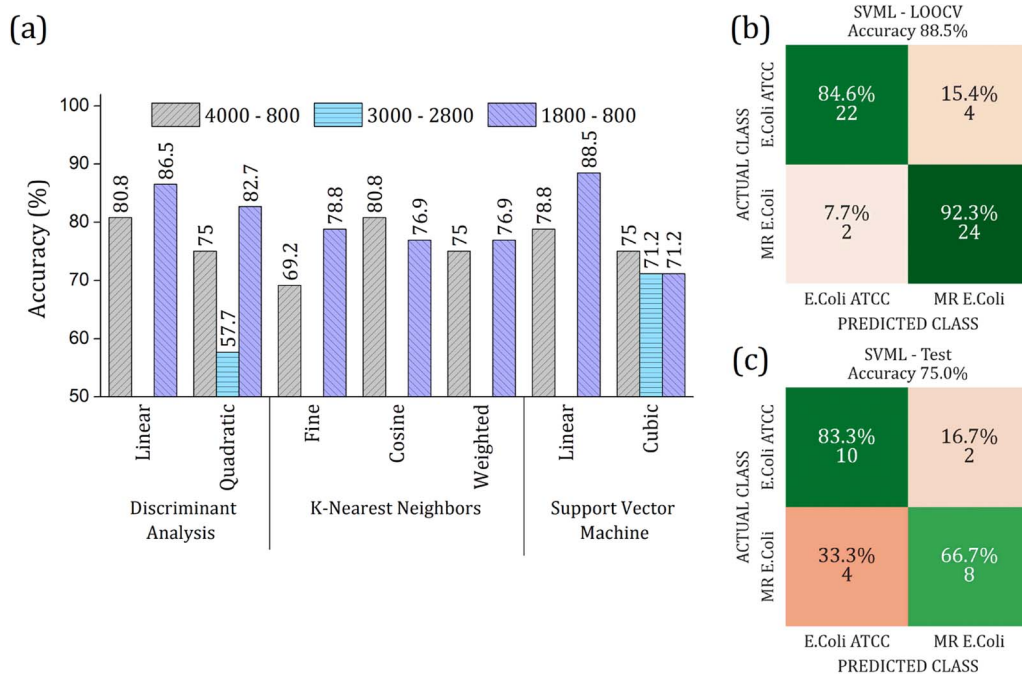 (a)
4000 - 800
3000 - 2800
1800 - 800
Accuracy (%)
100
90
80
70
60
50
80.8
86.5
75
57.7
82.7
69.2
78.8
80.8
76.9
75
76.9
78.8
88.5
75
71.2
71.2
Linear
Quadratic
Fine
Cosine
Weighted
Linear
Cubic
Discriminant
Analysis
K-Nearest Neighbors
Support Vector
Machine
(b)
SVML - LOOCV
Accuracy 88.5%
ACTUAL CLASS
E.Coli ATCC
MR E.Coli
84.6%
22
15.4%
4
7.7%
2
92.3%
24
E.Coli ATCC
MR E.Coli
PREDICTED CLASS
(c)
SVML - Test
Accuracy 75.0%
ACTUAL CLASS
E.Coli ATCC
MR E.Coli
83.3%
10
16.7%
2
33.3%
4
66.7%
8
E.Coli ATCC
MR E.Coli
PREDICTED CLASS